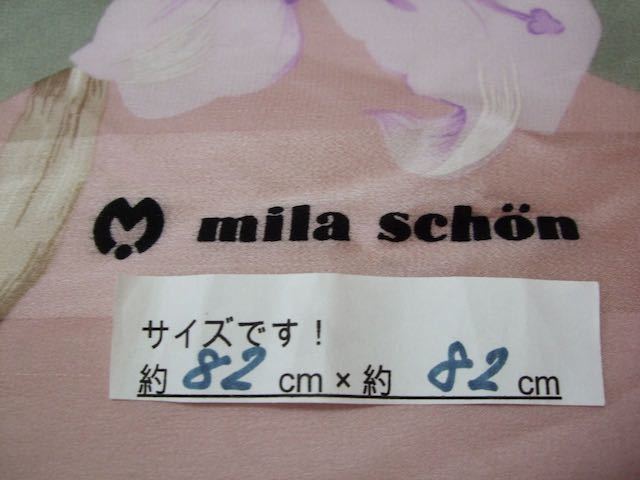 mila schön
サイズです!
約 82 cm × 約 82 cm